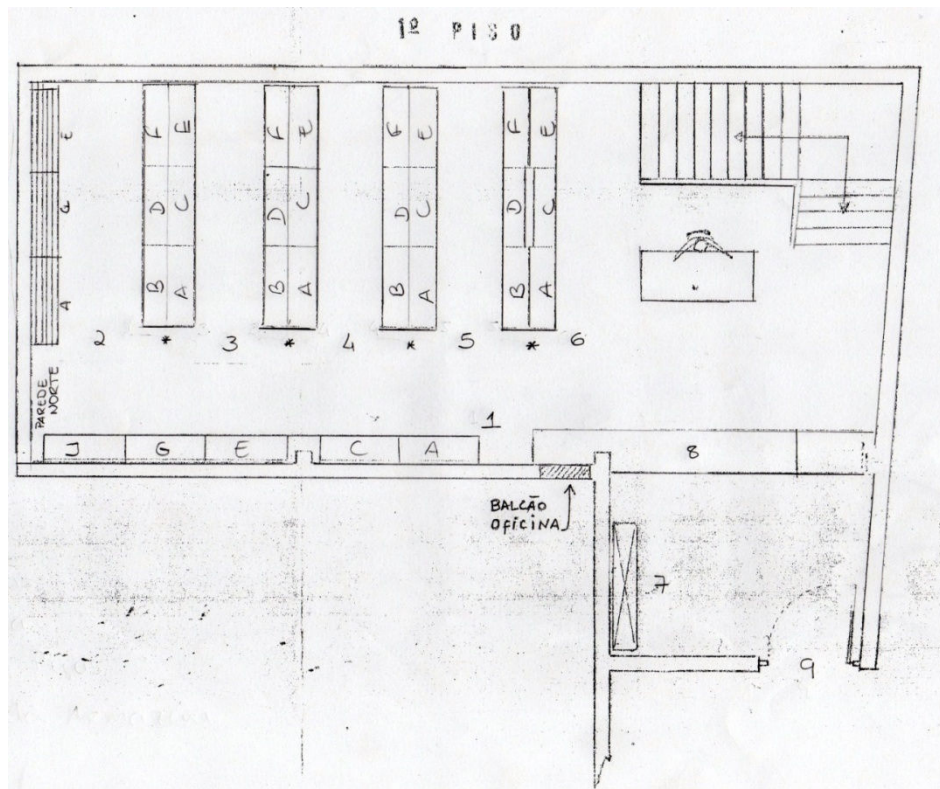 1º PISO
E F E F E E F E
D C D C D C D C
A B A B A B A B A
2 * 3 * 4 * 5 * 6
PAREDE
NORTE
1
J G E C A
8
BALCÃO
OFICINA
7
9